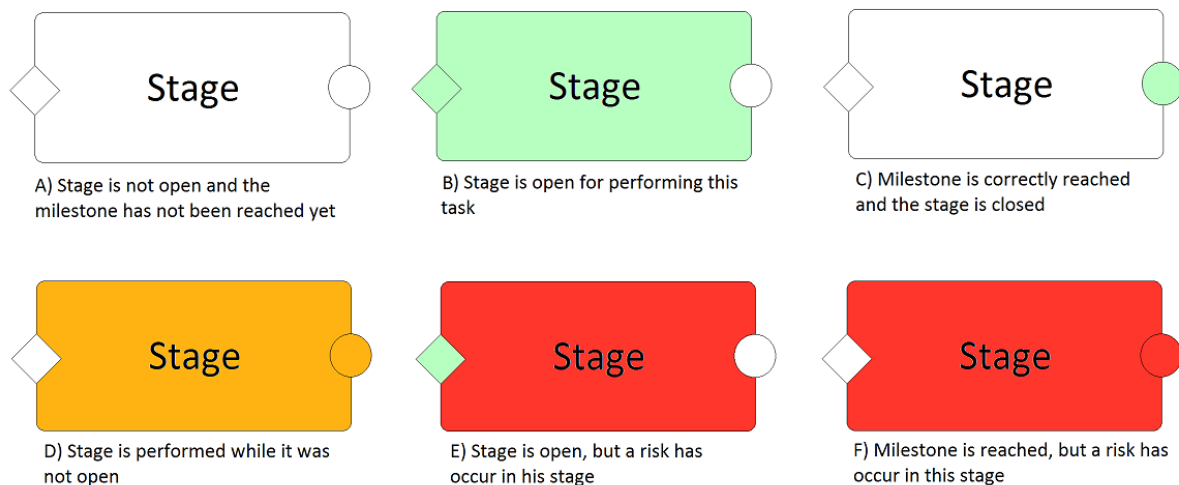 Stage
Stage
Stage
A) Stage is not open and the
milestone has not been reached yet
B) Stage is open for performing this
task
C) Milestone is correctly reached
and the stage is closed
Stage
Stage
Stage
D) Stage is performed while it was
not open
E) Stage is open, but a risk has
occur in his stage
F) Milestone is reached, but a risk has
occur in this stage